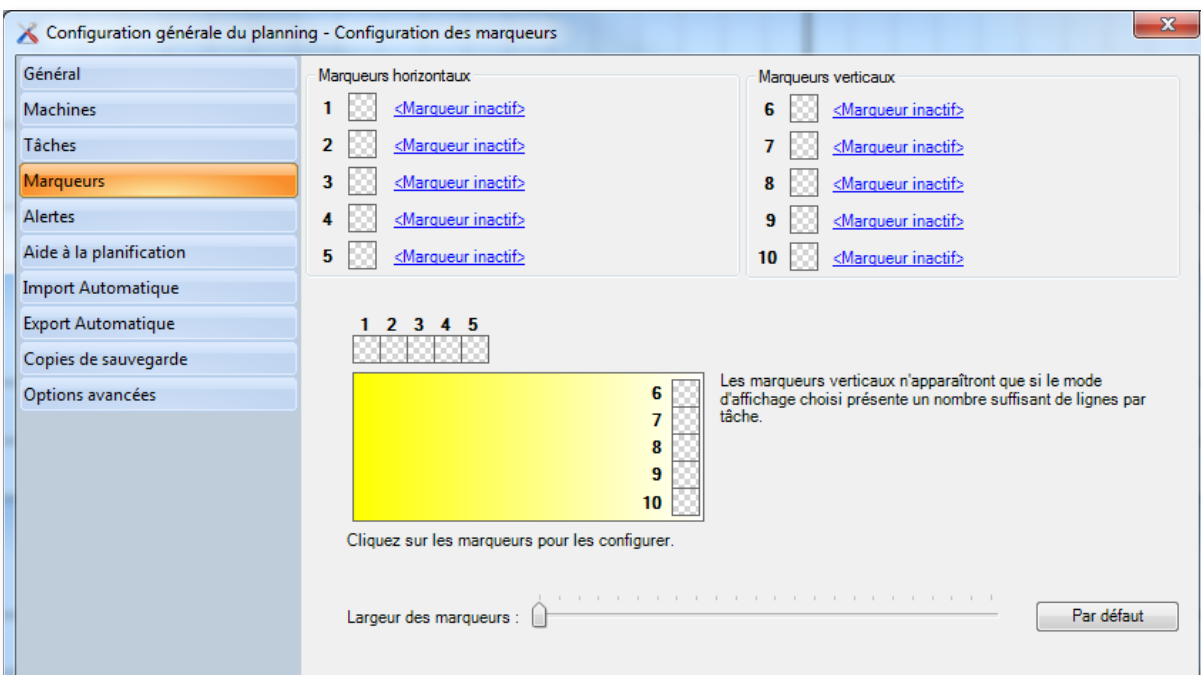 Configuration générale du planning - Configuration des marqueurs
Général
Machines
Tâches
Marqueurs
Alertes
Aide à la planification
Import Automatique
Export Automatique
Copies de sauvegarde
Options avancées
Marqueurs horizontaux
1 <Marqueur inactif>
2 <Marqueur inactif>
3 <Marqueur inactif>
4 <Marqueur inactif>
5 <Marqueur inactif>
Marqueurs verticaux
6 <Marqueur inactif>
7 <Marqueur inactif>
8 <Marqueur inactif>
9 <Marqueur inactif>
10 <Marqueur inactif>
1 2 3 4 5
6
7
8
9
10
Les marqueurs verticaux n'apparaîtront que si le mode
d'affichage choisi présente un nombre suffisant de lignes par
tâche.
Cliquez sur les marqueurs pour les configurer.
Largeur des marqueurs :
Par défaut